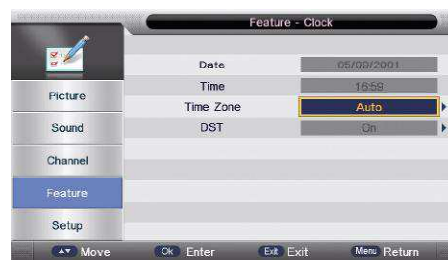 Feature - Clock
Date 05/09/2001
Time 16:59
Time Zone Auto
DST On
Picture
Sound
Channel
Feature
Setup
Move Ok Enter Exit Exit Menu Return